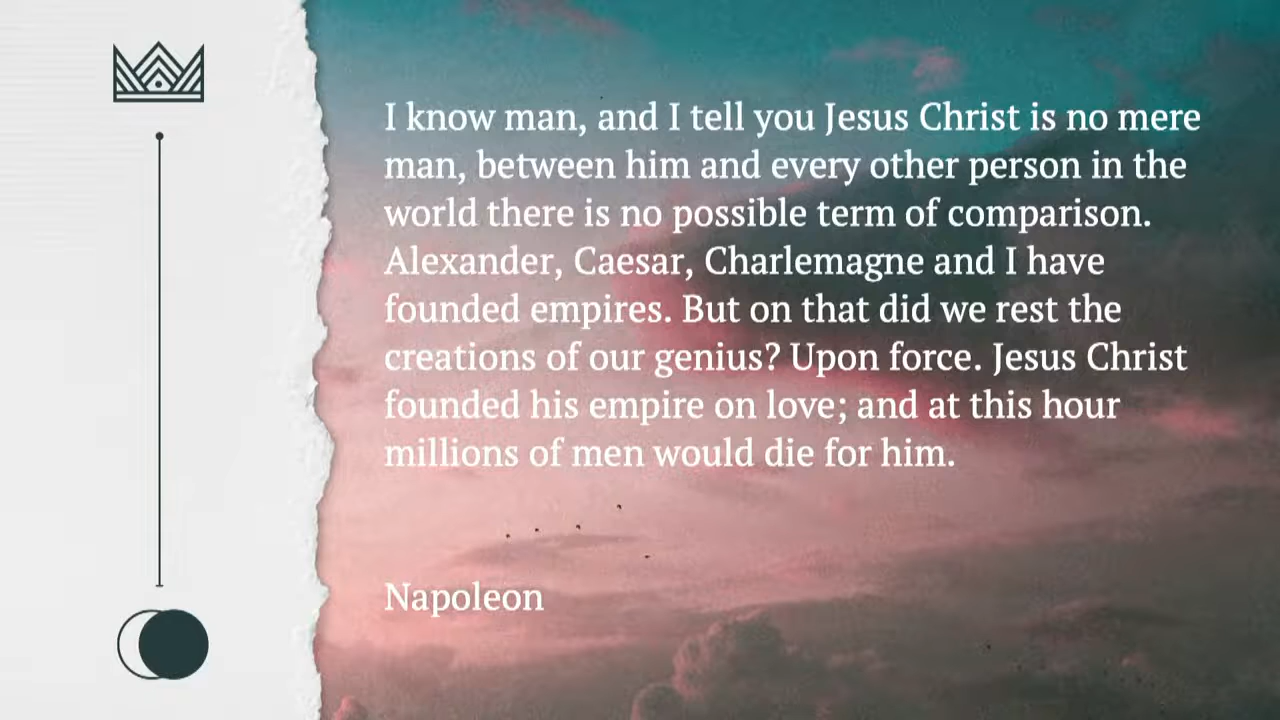 I know man, and I tell you Jesus Christ is no mere
man, between him and every other person in the
world there is no possible term of comparison.
Alexander, Caesar, Charlemagne and I have
founded empires. But on that did we rest the
creations of our genius? Upon force. Jesus Christ
founded his empire on love; and at this hour
millions of men would die for him.
Napoleon